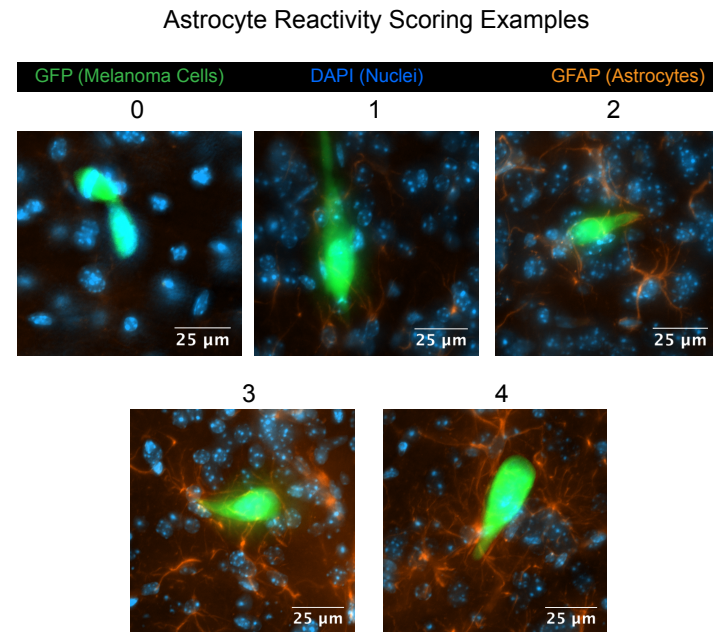 Astrocyte Reactivity Scoring Examples
GFP (Melanoma Cells) DAPI (Nuclei) GFAP (Astrocytes)
0 1 2
25 μm 25 μm 25 μm
3 4
25 μm 25 μm